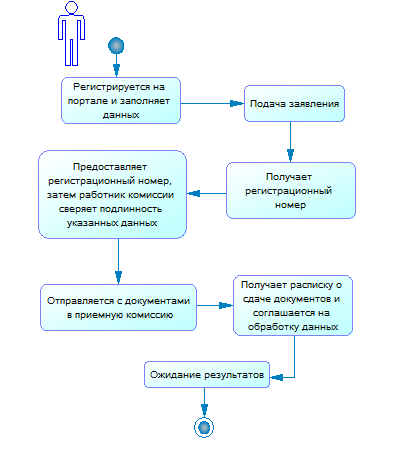 Регистрируется на
портале и заполняет
данных
Подача заявления
Получает
регистрационный
номер
Предоставляет
регистрационный номер,
затем работник комиссии
сверяет подлинность
указанных данных
Отправляется с документами
в приемную комиссию
Получает расписку о
сдаче документов и
соглашается на
обработку данных
Ожидание результатов